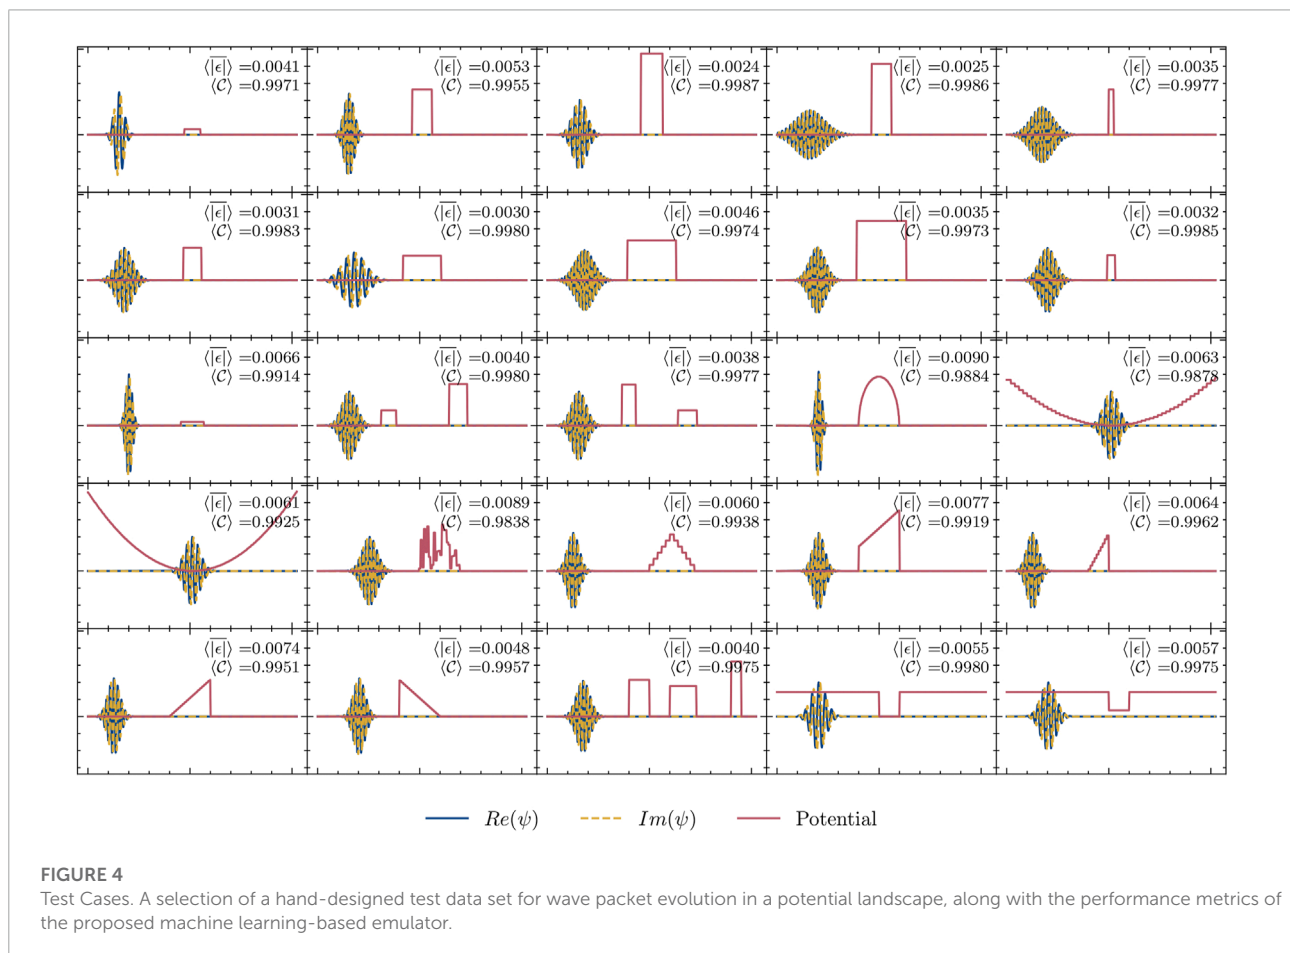 ⟨|ϵ|⟩ =0.0041
⟨C⟩ =0.9971
⟨|ϵ|⟩ =0.0053
⟨C⟩ =0.9955
⟨|ϵ|⟩ =0.0024
⟨C⟩ =0.9987
⟨|ϵ|⟩ =0.0025
⟨C⟩ =0.9986
⟨|ϵ|⟩ =0.0035
⟨C⟩ =0.9977
⟨|ϵ|⟩ =0.0031
⟨C⟩ =0.9983
⟨|ϵ|⟩ =0.0030
⟨C⟩ =0.9980
⟨|ϵ|⟩ =0.0046
⟨C⟩ =0.9974
⟨|ϵ|⟩ =0.0035
⟨C⟩ =0.9973
⟨|ϵ|⟩ =0.0032
⟨C⟩ =0.9985
⟨|ϵ|⟩ =0.0066
⟨C⟩ =0.9914
⟨|ϵ|⟩ =0.0040
⟨C⟩ =0.9980
⟨|ϵ|⟩ =0.0038
⟨C⟩ =0.9977
⟨|ϵ|⟩ =0.0090
⟨C⟩ =0.9884
⟨|ϵ|⟩ =0.0063
⟨C⟩ =0.9878
⟨|ϵ|⟩ =0.0061
⟨C⟩ =0.9925
⟨|ϵ|⟩ =0.0089
⟨C⟩ =0.9838
⟨|ϵ|⟩ =0.0060
⟨C⟩ =0.9938
⟨|ϵ|⟩ =0.0077
⟨C⟩ =0.9919
⟨|ϵ|⟩ =0.0064
⟨C⟩ =0.9962
⟨|ϵ|⟩ =0.0074
⟨C⟩ =0.9951
⟨|ϵ|⟩ =0.0048
⟨C⟩ =0.9957
⟨|ϵ|⟩ =0.0040
⟨C⟩ =0.9975
⟨|ϵ|⟩ =0.0055
⟨C⟩ =0.9980
⟨|ϵ|⟩ =0.0057
⟨C⟩ =0.9975
Re(ψ) Im(ψ) Potential
FIGURE 4
Test Cases. A selection of a hand-designed test data set for wave packet evolution in a potential landscape, along with the performance metrics of
the proposed machine learning-based emulator.